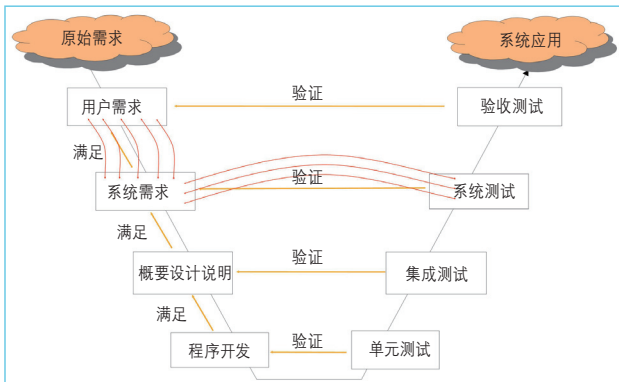 原始需求
系统应用
用户需求
验证
验收测试
满足
系统需求
验证
系统测试
满足
概要设计说明
验证
集成测试
满足
程序开发
验证
单元测试